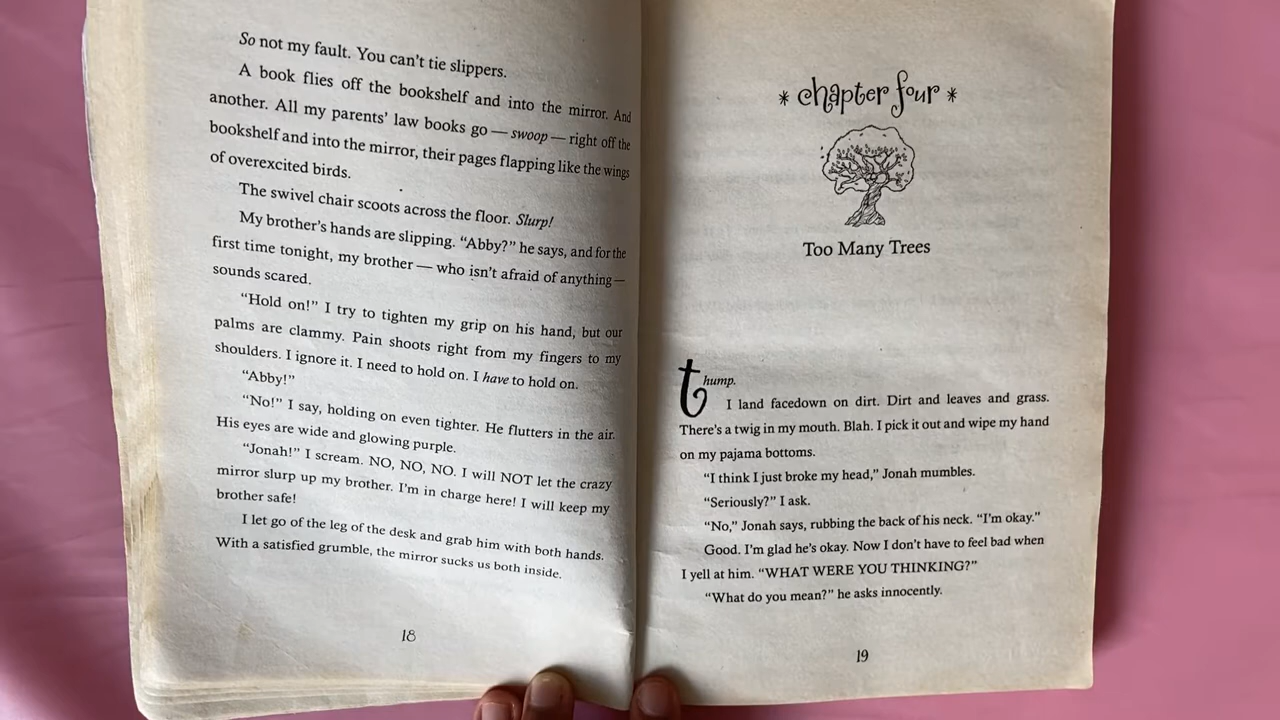 So not my fault. You can't tie slippers.
A book flies off the bookshelf and into the mirror. And
another. All my parents' law books go — swoop — right off the
bookshelf and into the mirror, their pages flapping like the wings
of overexcited birds.
The swivel chair scoots across the floor. Slurp!
My brother's hands are slipping. “Abby?” he says, and for the
first time tonight, my brother — who isn't afraid of anything —
sounds scared.
“Hold on!” I try to tighten my grip on his hand, but our
palms are clammy. Pain shoots right from my fingers to my
shoulders. I ignore it. I need to hold on. I have to hold on.
“Abby!”
“No!” I say, holding on even tighter. He flutters in the air.
His eyes are wide and glowing purple.
“Jonah!” I scream. NO, NO, NO. I will NOT let the crazy
mirror slurp up my brother. I'm in charge here! I will keep my
brother safe!
I let go of the leg of the desk and grab him with both hands.
With a satisfied grumble, the mirror sucks us both inside.
18
* chapter four *
Too Many Trees
thump.
I land facedown on dirt. Dirt and leaves and grass.
There's a twig in my mouth. Blah. I pick it out and wipe my hand
on my pajama bottoms.
“I think I just broke my head,” Jonah mumbles.
“Seriously?” I ask.
“No,” Jonah says, rubbing the back of his neck. “I'm okay.”
Good. I'm glad he's okay. Now I don't have to feel bad when
I yell at him. “WHAT WERE YOU THINKING?”
“What do you mean?” he asks innocently.
19